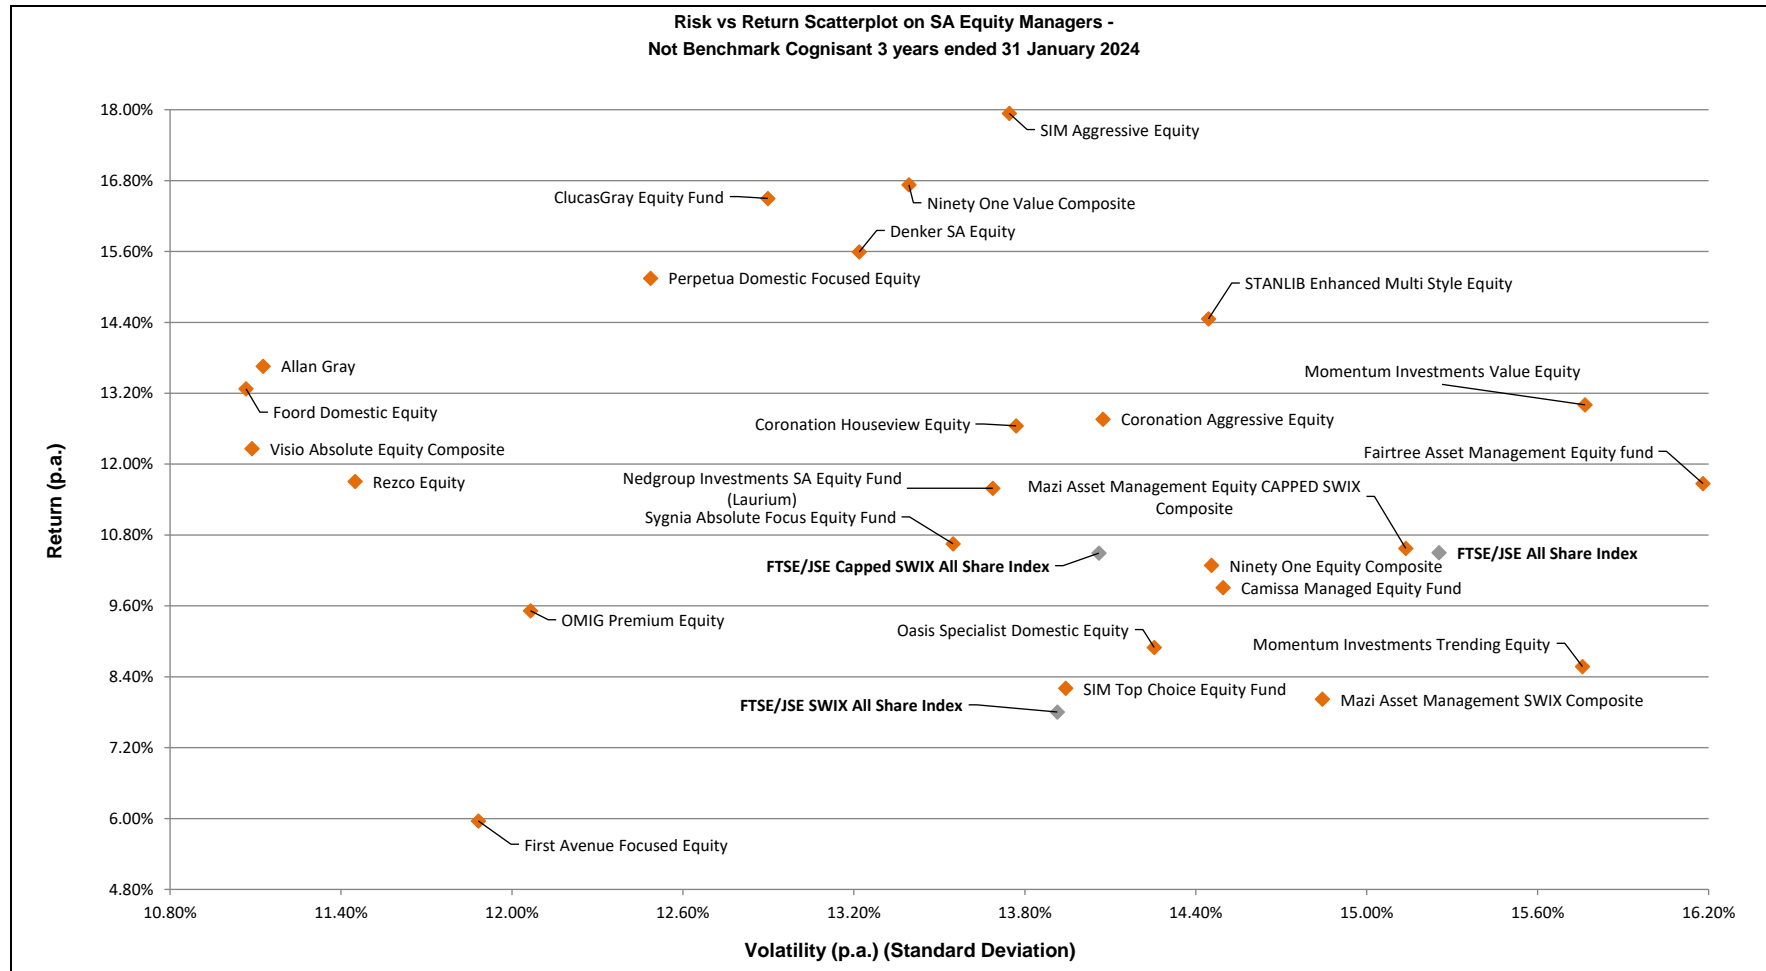 Risk vs Return Scatterplot on SA Equity Managers -
Not Benchmark Cognisant 3 years ended 31 January 2024
18.00%
SIM Aggressive Equity
16.80%
ClucasGray Equity Fund
Ninety One Value Composite
Denker SA Equity
15.60%
Perpetua Domestic Focused Equity
STANLIB Enhanced Multi Style Equity
14.40%
Allan Gray
Momentum Investments Value Equity
13.20%
Foord Domestic Equity
Coronation Houseview Equity
Coronation Aggressive Equity
Visio Absolute Equity Composite
Fairtree Asset Management Equity fund
12.00%
Rezco Equity
Nedgroup Investments SA Equity Fund
(Laurium)
Mazi Asset Management Equity CAPPED SWIX
Composite
Sygnia Absolute Focus Equity Fund
10.80%
FTSE/JSE Capped SWIX All Share Index
FTSE/JSE All Share Index
Ninety One Equity Composite
Camissa Managed Equity Fund
9.60%
OMIG Premium Equity
Oasis Specialist Domestic Equity
Momentum Investments Trending Equity
8.40%
SIM Top Choice Equity Fund
Mazi Asset Management SWIX Composite
FTSE/JSE SWIX All Share Index
7.20%
6.00%
First Avenue Focused Equity
4.80%
Return (p.a.)
10.80%
11.40%
12.00%
12.60%
13.20%
13.80%
14.40%
15.00%
15.60%
16.20%
Volatility (p.a.) (Standard Deviation)